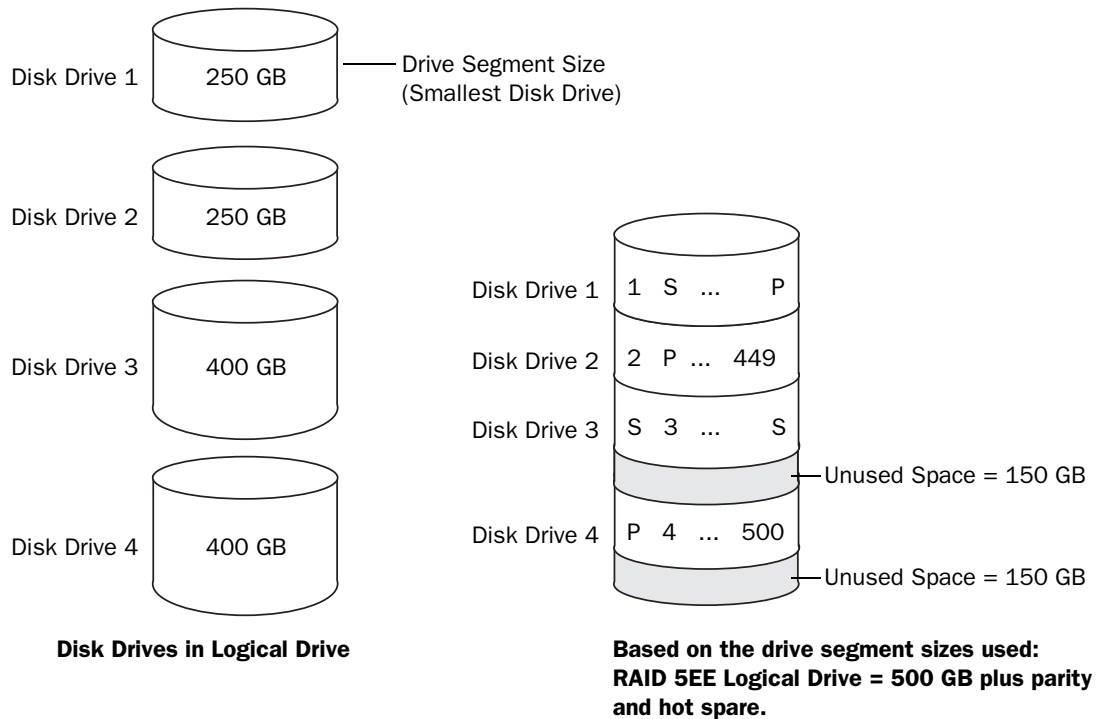 Disk Drive 1
250 GB
Drive Segment Size
(Smallest Disk Drive)
Disk Drive 2
250 GB
Disk Drive 3
400 GB
Disk Drive 4
400 GB
Disk Drives in Logical Drive
Disk Drive 1
1 S ... P
Disk Drive 2
2 P ... 449
Disk Drive 3
S 3 ... S
Unused Space = 150 GB
Disk Drive 4
P 4 ... 500
Unused Space = 150 GB
Based on the drive segment sizes used:
RAID 5EE Logical Drive = 500 GB plus parity
and hot spare.